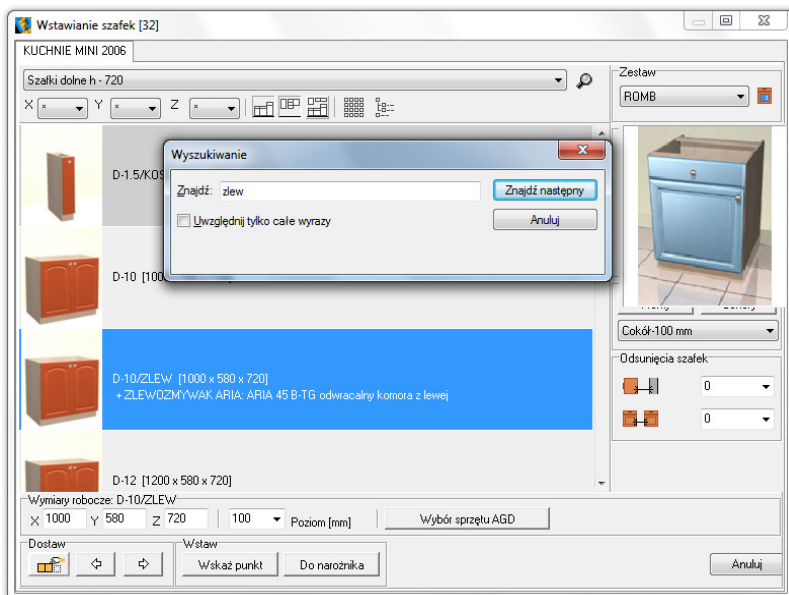 Wstawianie szafek [32]
KUCHNIE MINI 2006
Szafki dolne h - 720
X * Y * Z *
Zestaw
ROMB
D-1.5/KOS
Wyszukiwanie
Znajdź: zlew
Znajdź następny
Uwzględnij tylko całe wyrazy
Anuluj
D-10 [100
Cokół-100 mm
Odsunięcia szafek
0
0
D-10/ZLEW [1000 x 580 x 720]
+ ZLEWOZMYWAK ARIA: ARIA 45 B-TG odwracalny komora z lewej
D-12 [1200 x 580 x 720]
Wymiary robocze: D-10/ZLEW
X 1000 Y 580 Z 720 100 Poziom [mm] Wybór sprzętu AGD
Dostaw
Wstaw
Wskaż punkt
Do narożnika
Anuluj